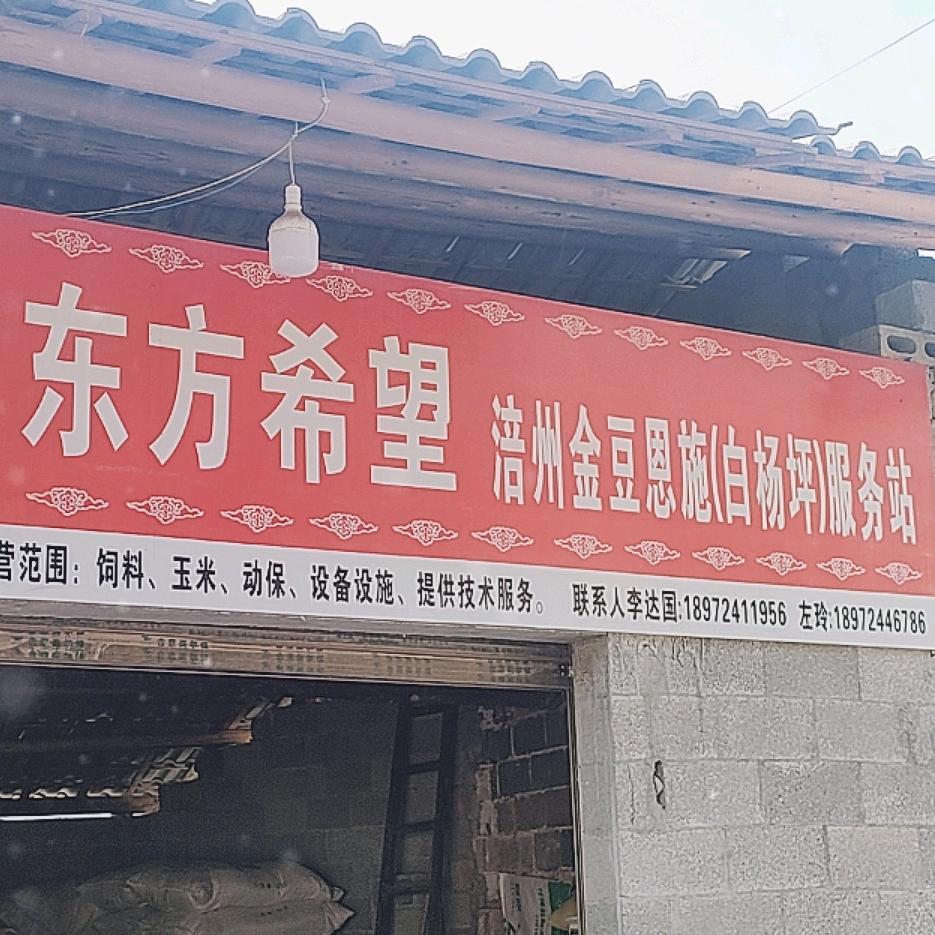 东方希望
涪州金豆恩施(白杨坪)服务站
营范围：饲料、玉米、动保、设备设施、提供技术服务。 联系人李达国:18972411956 左玲:18972446786